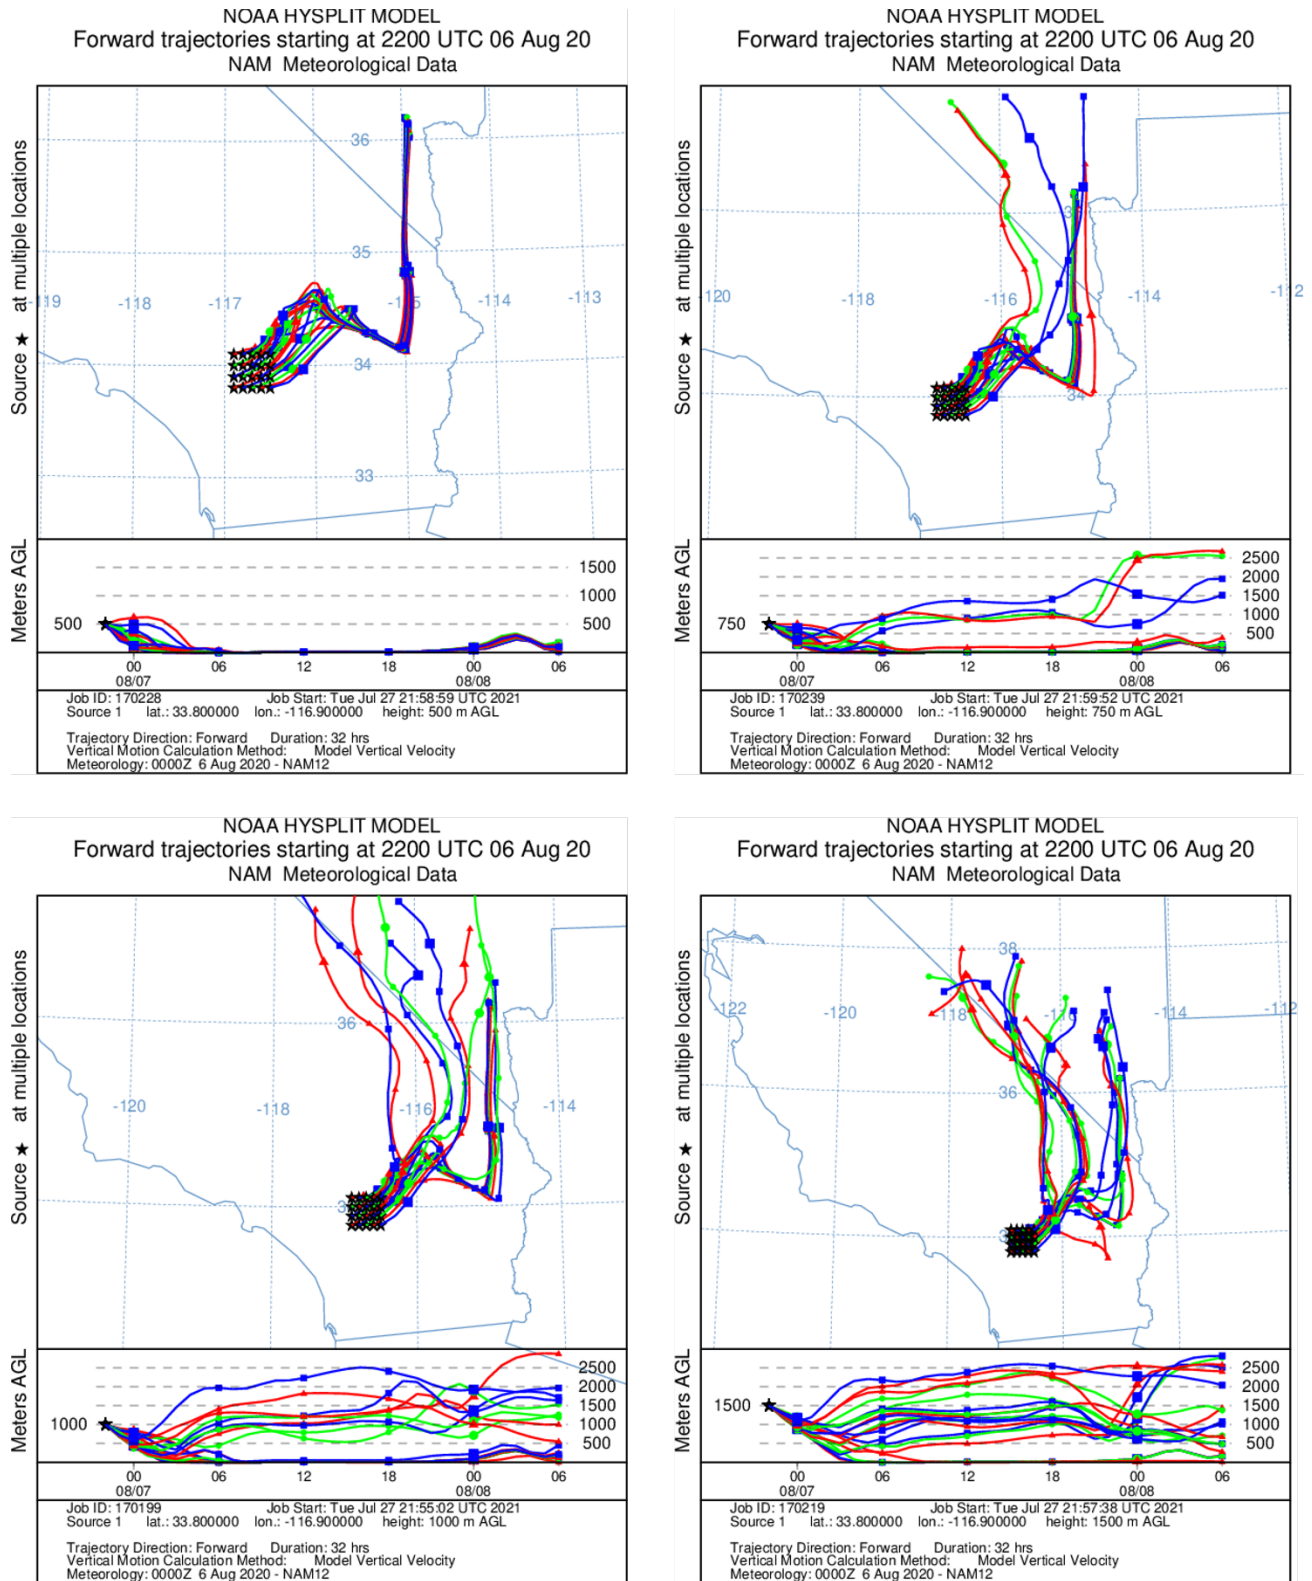 NOAA HYSPLIT MODEL
Forward trajectories starting at 2200 UTC 06 Aug 20
NAM Meteorological Data
Source ★ at multiple locations
36
35
-119
-118
-117
-115
-114
-113
34
33
Meters AGL
1500
1000
500
500
00
06
12
18
00
06
08/07
08/08
Job ID: 170228 Job Start: Tue Jul 27 21:58:59 UTC 2021
Source 1 lat.: 33.800000 lon.: -116.900000 height: 500 m AGL
Trajectory Direction: Forward Duration: 32 hrs
Vertical Motion Calculation Method: Model Vertical Velocity
Meteorology: 0000Z 6 Aug 2020 - NAM12
NOAA HYSPLIT MODEL
Forward trajectories starting at 2200 UTC 06 Aug 20
NAM Meteorological Data
Source ★ at multiple locations
-120
-118
-116
-114
-112
34
Meters AGL
2500
2000
1500
1000
500
750
00
06
12
18
00
06
08/07
08/08
Job ID: 170239 Job Start: Tue Jul 27 21:59:52 UTC 2021
Source 1 lat.: 33.800000 lon.: -116.900000 height: 750 m AGL
Trajectory Direction: Forward Duration: 32 hrs
Vertical Motion Calculation Method: Model Vertical Velocity
Meteorology: 0000Z 6 Aug 2020 - NAM12
NOAA HYSPLIT MODEL
Forward trajectories starting at 2200 UTC 06 Aug 20
NAM Meteorological Data
Source ★ at multiple locations
36
-120
-118
-116
-114
Meters AGL
2500
2000
1500
1000
500
1000
00
06
12
18
00
06
08/07
08/08
Job ID: 170199 Job Start: Tue Jul 27 21:55:02 UTC 2021
Source 1 lat.: 33.800000 lon.: -116.900000 height: 1000 m AGL
Trajectory Direction: Forward Duration: 32 hrs
Vertical Motion Calculation Method: Model Vertical Velocity
Meteorology: 0000Z 6 Aug 2020 - NAM12
NOAA HYSPLIT MODEL
Forward trajectories starting at 2200 UTC 06 Aug 20
NAM Meteorological Data
Source ★ at multiple locations
38
-122
-120
-118
-114
-112
36
Meters AGL
2500
2000
1500
1000
500
1500
00
06
12
18
00
06
08/07
08/08
Job ID: 170219 Job Start: Tue Jul 27 21:57:38 UTC 2021
Source 1 lat.: 33.800000 lon.: -116.900000 height: 1500 m AGL
Trajectory Direction: Forward Duration: 32 hrs
Vertical Motion Calculation Method: Model Vertical Velocity
Meteorology: 0000Z 6 Aug 2020 - NAM12